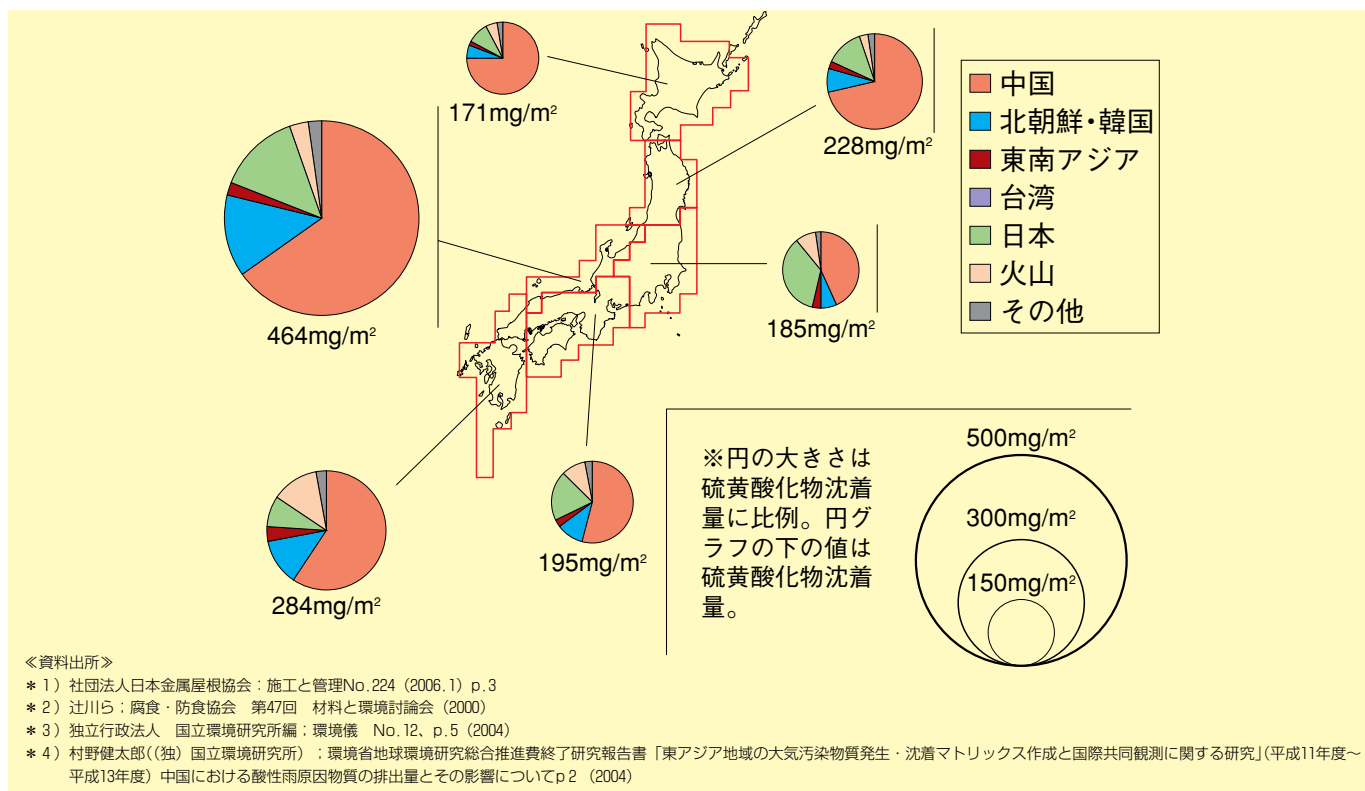 171mg/m²
228mg/m²
464mg/m²
185mg/m²
284mg/m²
195mg/m²
中国
北朝鮮・韓国
東南アジア
台湾
日本
火山
その他
※円の大きさは
硫黄酸化物沈着
量に比例。円グ
ラフの下の値は
硫黄酸化物沈着
量。
500mg/m²
300mg/m²
150mg/m²
≪資料出所≫
＊1）社団法人日本金属屋根協会：施工と管理No.224（2006.1）p.3
＊2）辻川ら；腐食・防食協会　第47回　材料と環境討論会（2000）
＊3）独立行政法人　国立環境研究所編；環境儀　No.12、p.5（2004）
＊4）村野健太郎((独）国立環境研究所）；環境省地球環境研究総合推進費終了研究報告書「東アジア地域の大気汚染物質発生・沈着マトリックス作成と国際共同観測に関する研究」(平成11年度～
平成13年度）中国における酸性雨原因物質の排出量とその影響についてp 2 （2004）